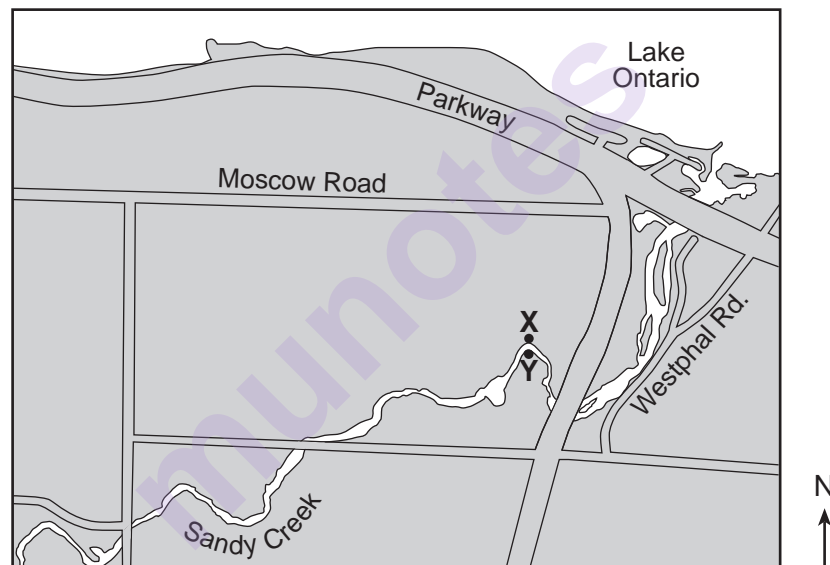 Lake
Ontario
Parkway
Moscow Road
X
Y
Westphal Rd.
Sandy Creek
N
munotes